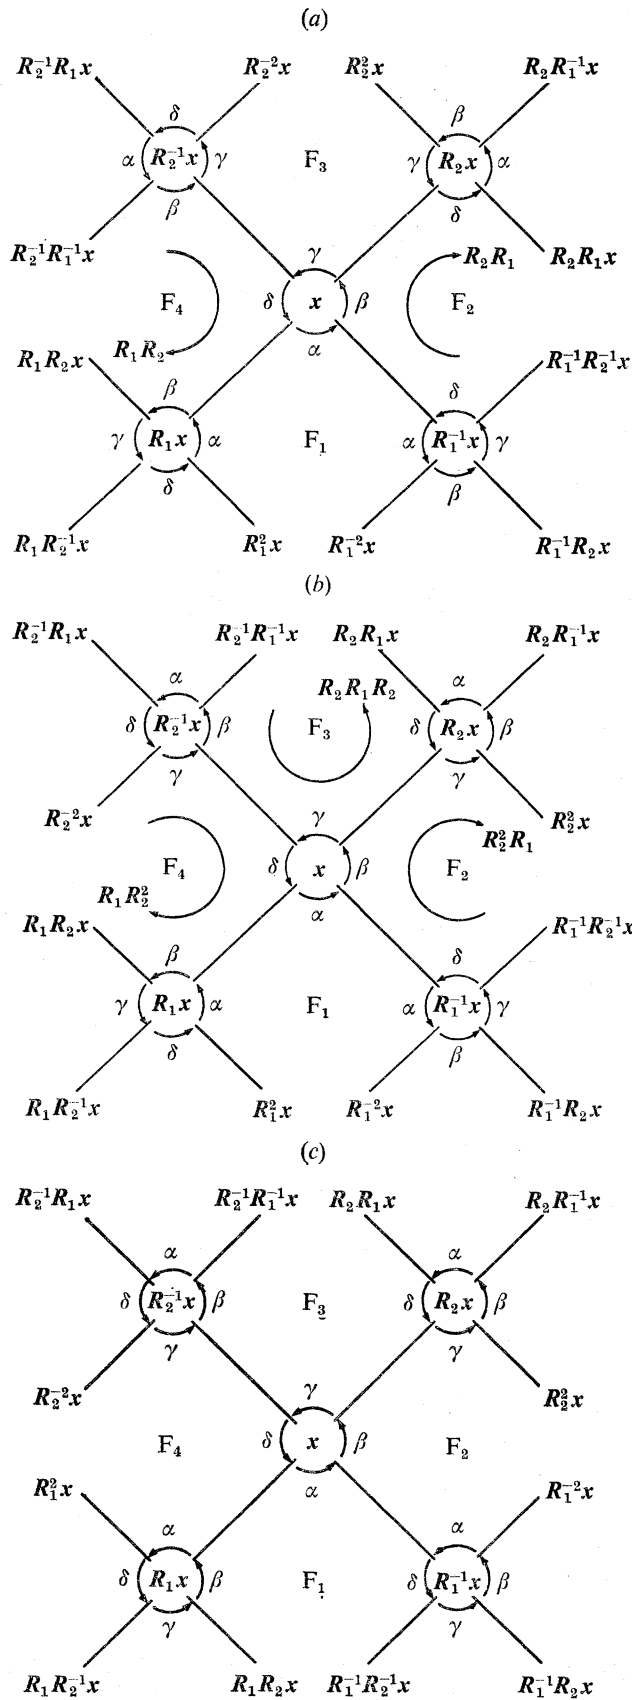 (a)
R₂⁻¹R₁x R₂⁻²x R₂²x R₂R₁⁻¹x
δ β
α R₂⁻¹x γ F₃ γ R₂x α
β δ
R₂⁻¹R₁⁻¹x γ R₂R₁ R₂R₁x
F₄ δ x β F₂
R₁R₂x R₁R₂ α R₁⁻¹R₂⁻¹x
β δ
γ R₁x α F₁ α R₁⁻¹x γ
δ β
R₁R₂⁻¹x R₁²x R₁⁻²x R₁⁻¹R₂x
(b)
R₂⁻¹R₁x R₂⁻¹R₁⁻¹x R₂R₁x R₂R₁⁻¹x
α R₂R₁R₂ α
δ R₂⁻¹x β F₃ δ R₂x β
γ γ
R₂⁻²x γ R₂²R₁ R₂²x
F₄ δ x β F₂
R₁R₂x R₁R₂² α R₁⁻¹R₂⁻¹x
β δ
γ R₁x α F₁ α R₁⁻¹x γ
δ β
R₁R₂⁻¹x R₁²x R₁⁻²x R₁⁻¹R₂x
(c)
R₂⁻¹R₁x R₂⁻¹R₁⁻¹x R₂R₁x R₂R₁⁻¹x
α α
δ R₂⁻¹x β F₃ δ R₂x β
γ γ
R₂⁻²x γ R₂²x
F₄ δ x β F₂
R₁²x α R₁⁻²x
α α
δ R₁x β F₁ δ R₁⁻¹x β
γ γ
R₁R₂⁻¹x R₁R₂x R₁⁻¹R₂⁻¹x R₁⁻¹R₂x